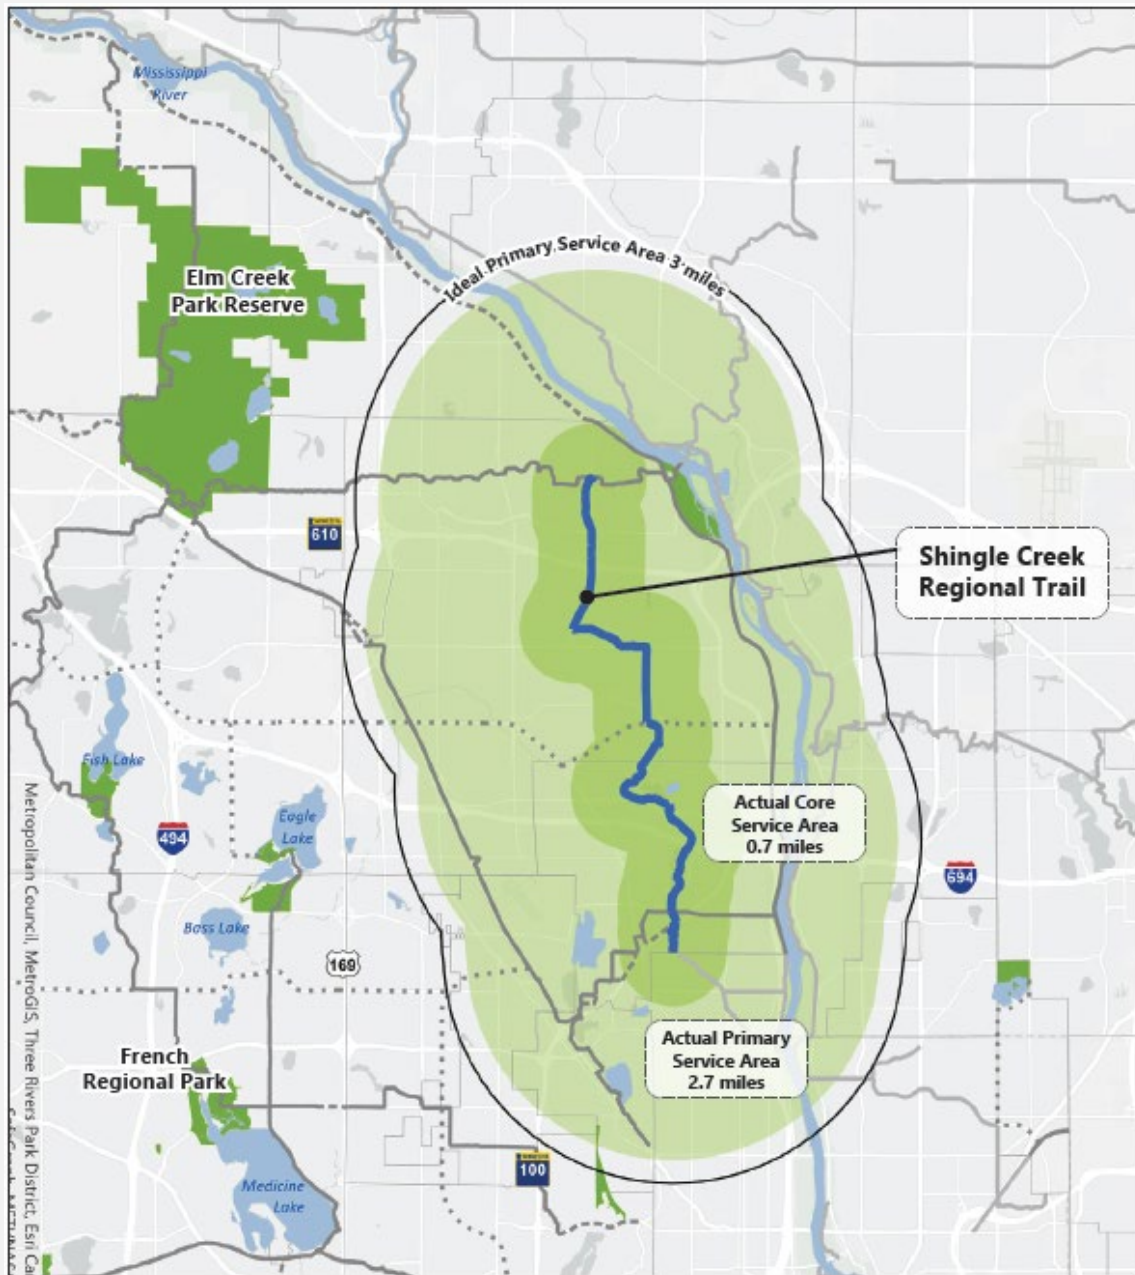 Mississippi
River
Ideal Primary Service Area 3 miles
Elm Creek
Park Reserve
610
Shingle Creek
Regional Trail
Fish Lake
Eagle
Lake
494
Actual Core
Service Area
0.7 miles
694
Bass Lake
169
Actual Primary
Service Area
2.7 miles
French
Regional Park
100
Medicine
Lake
Metropolitan Council, MetroGIS, Three Rivers Park District, Esri